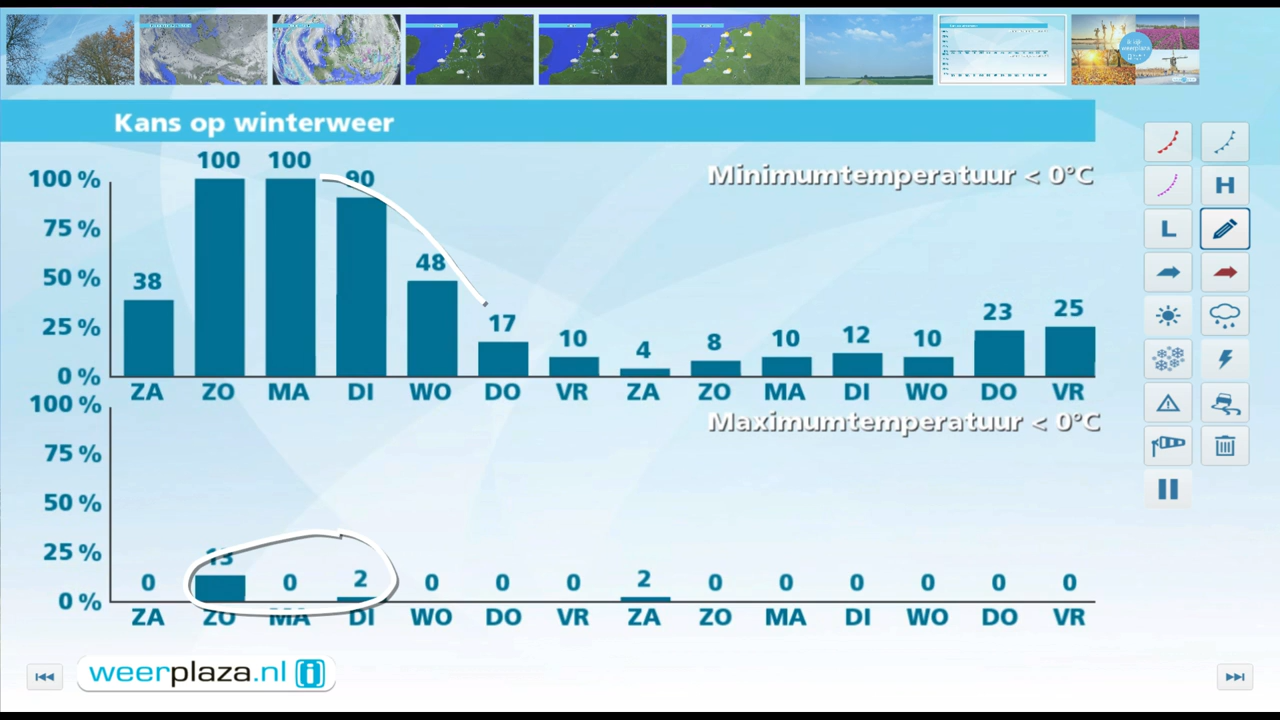 Kans op winterweer
Minimumtemperatuur < 0°C
100 %
75 %
50 %
25 %
0 %
38 100 100 90 48 17 10 4 8 10 12 10 23 25
ZA ZO MA DI WO DO VR ZA ZO MA DI WO DO VR
Maximumtemperatuur < 0°C
100 %
75 %
50 %
25 %
0 %
0 13 0 2 0 0 0 2 0 0 0 0 0 0
ZA ZO MA DI WO DO VR ZA ZO MA DI WO DO VR
H
L
weerplaza.nl i